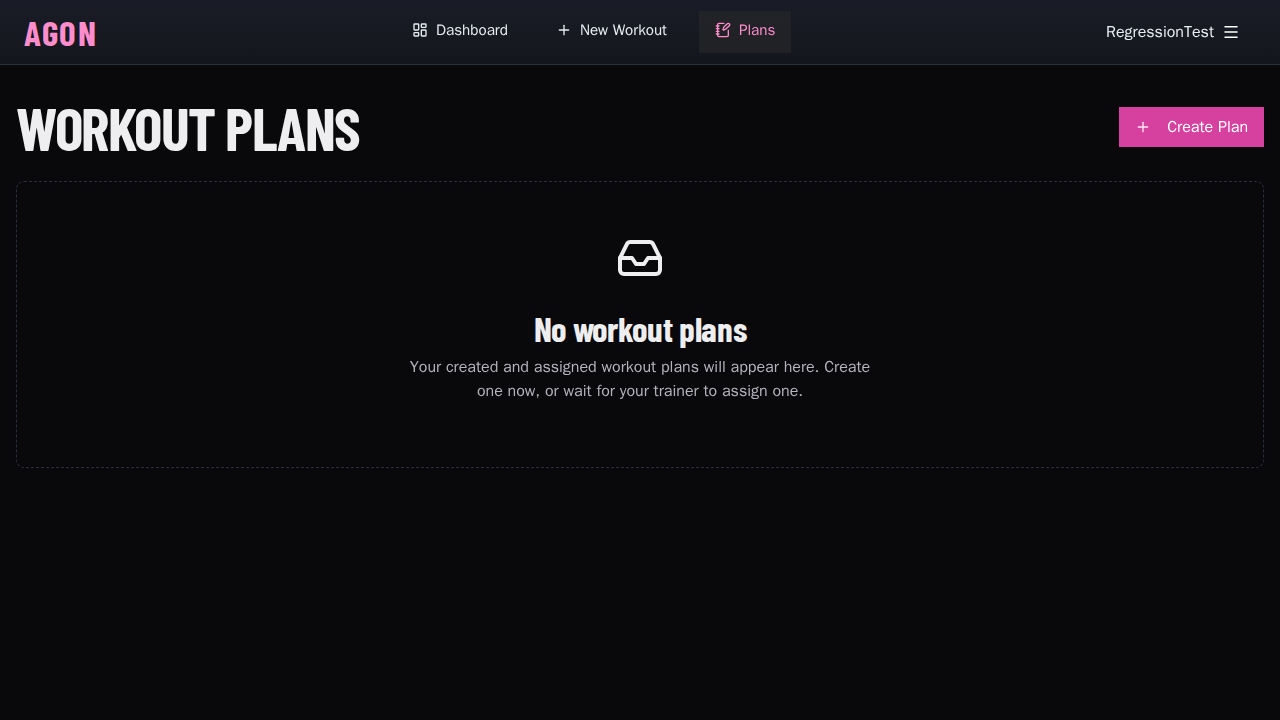 AGON
Dashboard
New Workout
Plans
RegressionTest
WORKOUT PLANS
Create Plan
No workout plans
Your created and assigned workout plans will appear here. Create
one now, or wait for your trainer to assign one.